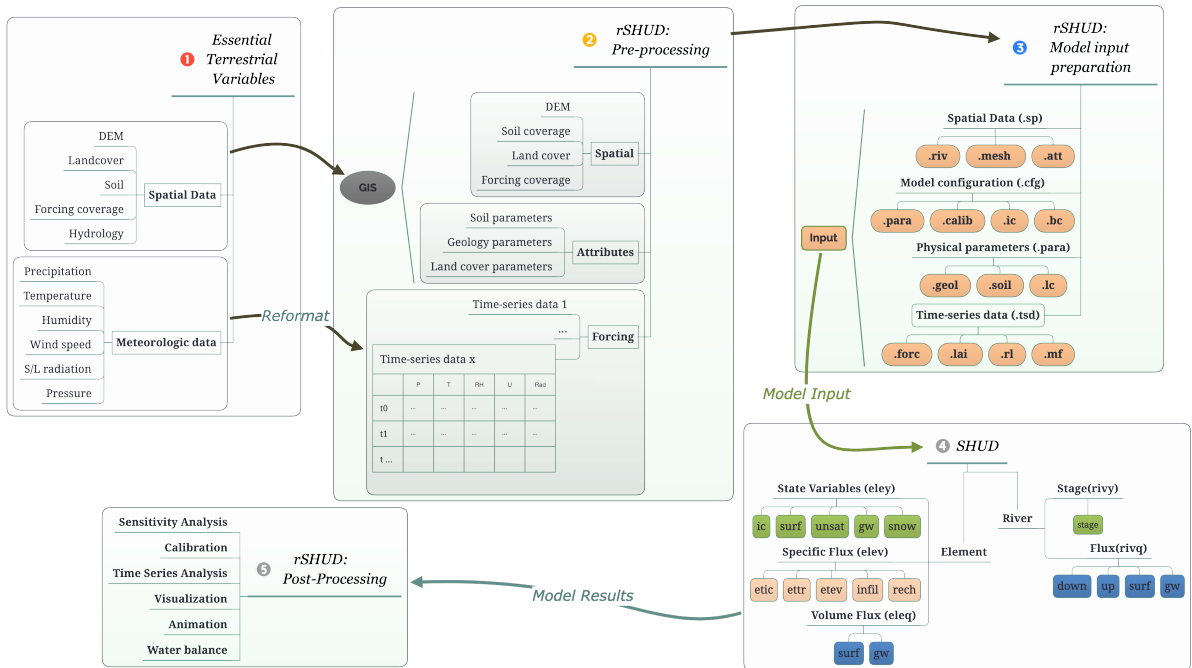 ❶
Essential
Terrestrial
Variables
DEM
Landcover
Soil
Forcing coverage
Hydrology
Spatial Data
Precipitation
Temperature
Humidity
Wind speed
S/L radiation
Pressure
Meteorologic data
Reformat
GIS
❷
rSHUD:
Pre-processing
DEM
Soil coverage
Land cover
Forcing coverage
Spatial
Soil parameters
Geology parameters
Land cover parameters
Attributes
Time-series data 1
...
Forcing
Time-series data x
P T RH U Rad
t0 ... ... ... ... ...
t1 ... ... ... ... ...
t ...
❸
rSHUD:
Model input
preparation
Input
Spatial Data (.sp)
.riv .mesh .att
Model configuration (.cfg)
.para .calib .ic .bc
Physical parameters (.para)
.geol .soil .lc
Time-series data (.tsd)
.forc .lai .rl .mf
Model Input
❹ SHUD
State Variables (eley)
ic surf unsat gw snow
Specific Flux (elev)
etic ettr etev infil rech
Volume Flux (eleq)
surf gw
Element
River
Stage(rivy)
stage
Flux(rivq)
down up surf gw
Model Results
❺
rSHUD:
Post-Processing
Sensitivity Analysis
Calibration
Time Series Analysis
Visualization
Animation
Water balance